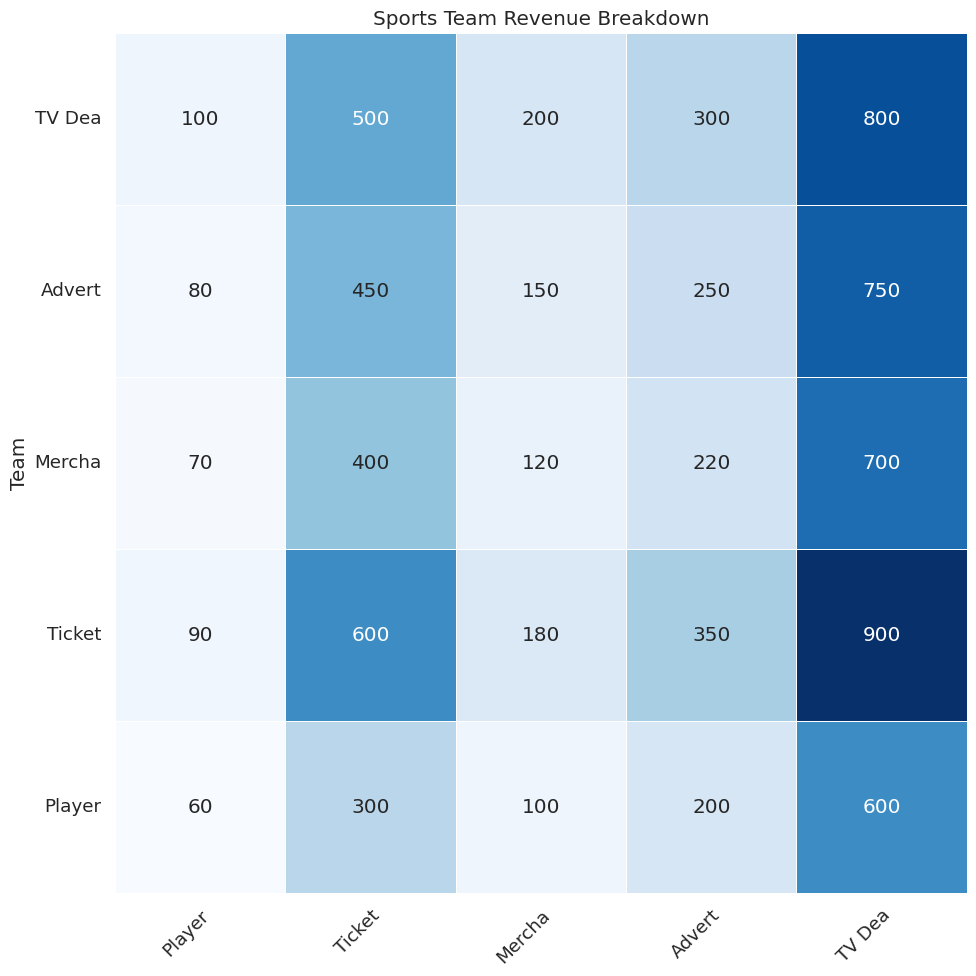 Sports Team Revenue Breakdown
Team
TV Dea 100 500 200 300 800
Advert 80 450 150 250 750
Mercha 70 400 120 220 700
Ticket 90 600 180 350 900
Player 60 300 100 200 600
Player Ticket Mercha Advert TV Dea